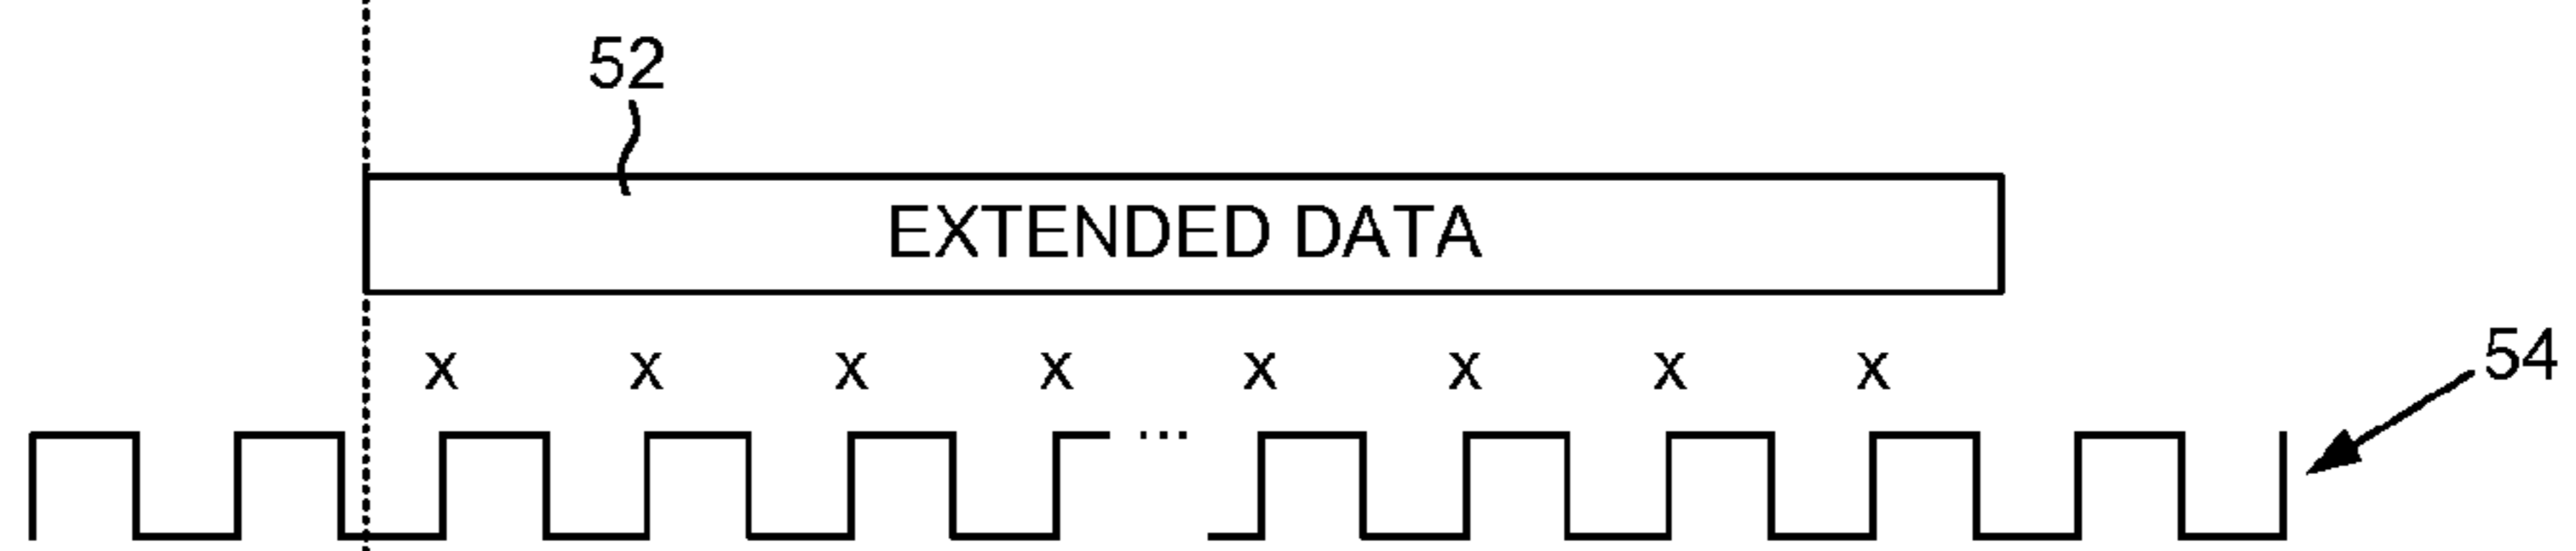 52
EXTENDED DATA
x x x x x x x x
54
...